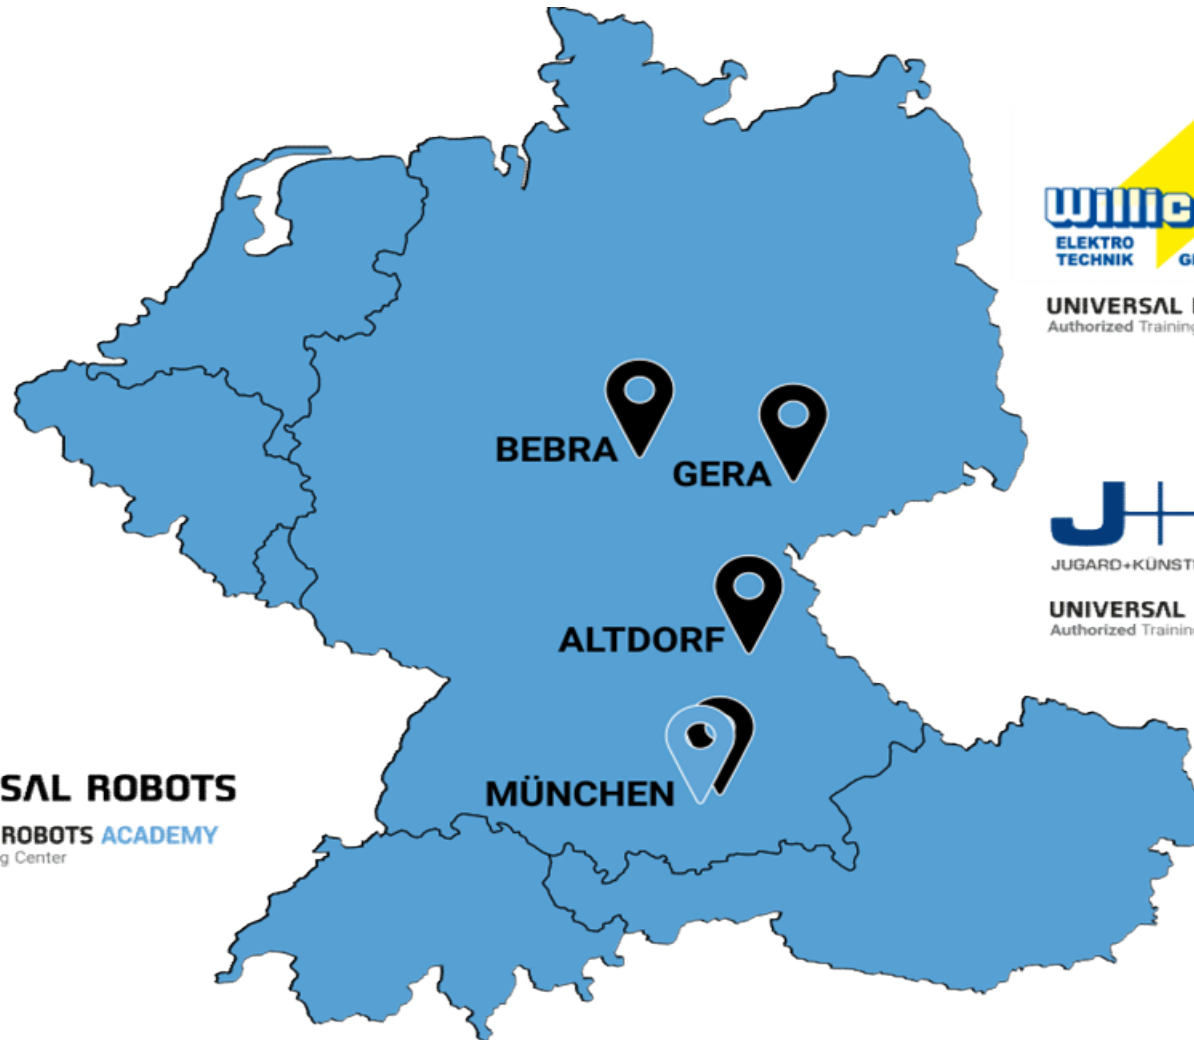 Willic
ELEKTRO
TECHNIK
UNIVERSAL
Authorized Training
BEBRA
GERA
JUGARD+KÜNST
UNIVERSAL
Authorized Training
ALTDORF
MÜNCHEN
SAL ROBOTS
ROBOTS ACADEMY
g Center